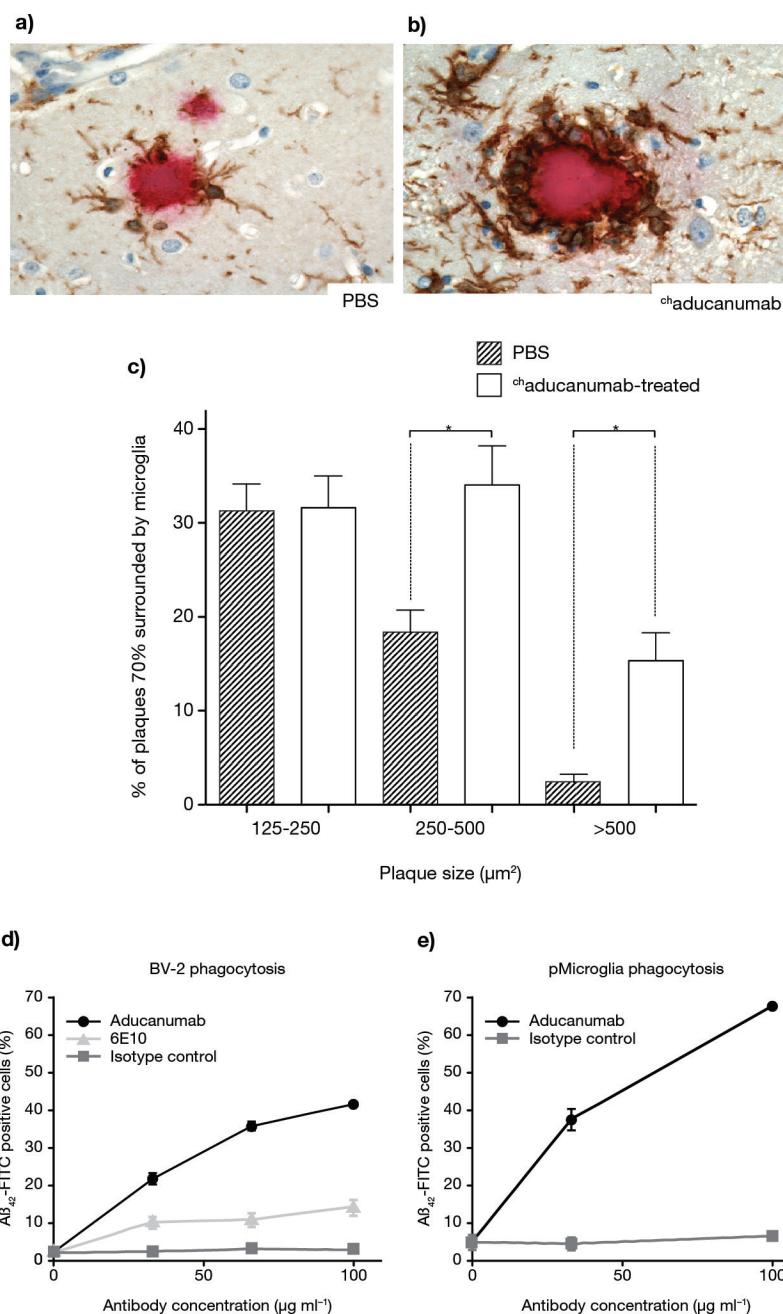 a)
b)
PBS
ᶜʰaducanumab
c)
PBS
ᶜʰaducanumab-treated
% of plaques 70% surrounded by microglia
40
30
20
10
0
*
*
125-250
250-500
>500
Plaque size (µm²)
d)
BV-2 phagocytosis
Aß₄₂-FITC positive cells (%)
70
60
50
40
30
20
10
0
Aducanumab
6E10
Isotype control
0
50
100
Antibody concentration (µg ml⁻¹)
e)
pMicroglia phagocytosis
Aß₄₂-FITC positive cells (%)
70
60
50
40
30
20
10
0
Aducanumab
Isotype control
0
50
100
Antibody concentration (µg ml⁻¹)